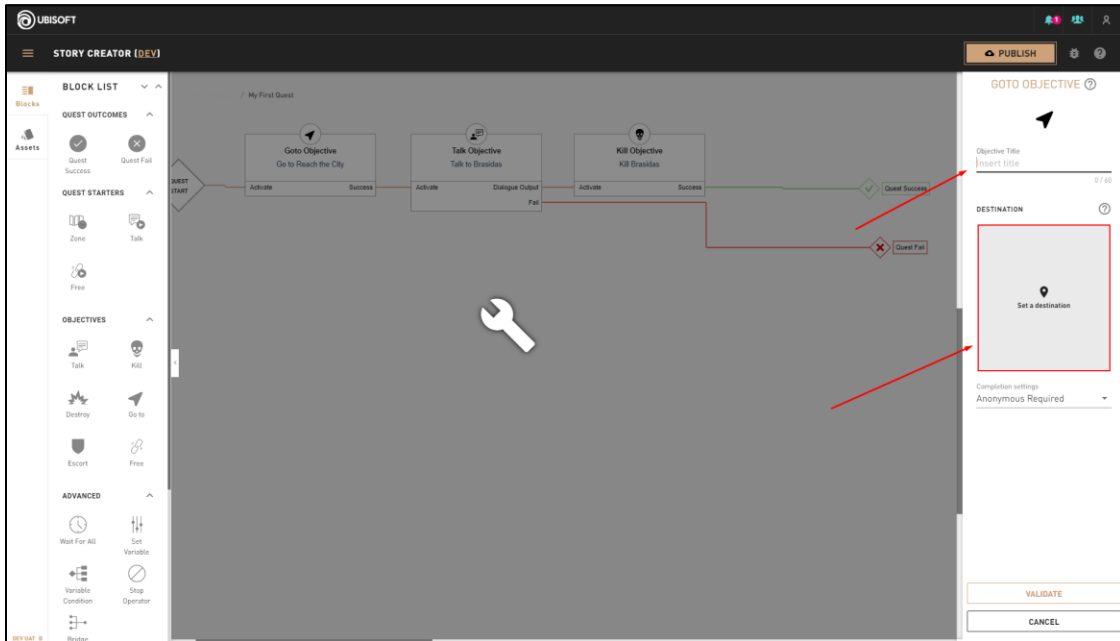 UBISOFT
1
STORY CREATOR (DEV)
PUBLISH
Blocks
Assets
BLOCK LIST
QUEST OUTCOMES
Quest Success
Quest Fail
QUEST STARTERS
Zone
Talk
Free
OBJECTIVES
Talk
Kill
Destroy
Go to
Escort
Free
ADVANCED
Wait For All
Set Variable
Variable Condition
Stop Operator
Bridge
DEV UAT
/ My First Quest
QUEST START
Goto Objective
Go to Reach the City
Activate
Success
Talk Objective
Talk to Brasidas
Activate
Dialogue Output
Fail
Kill Objective
Kill Brasidas
Activate
Success
Quest Success
Quest Fail
GOTO OBJECTIVE
Objective Title
Insert title
0 / 60
DESTINATION
Set a destination
Completion settings
Anonymous Required
VALIDATE
CANCEL